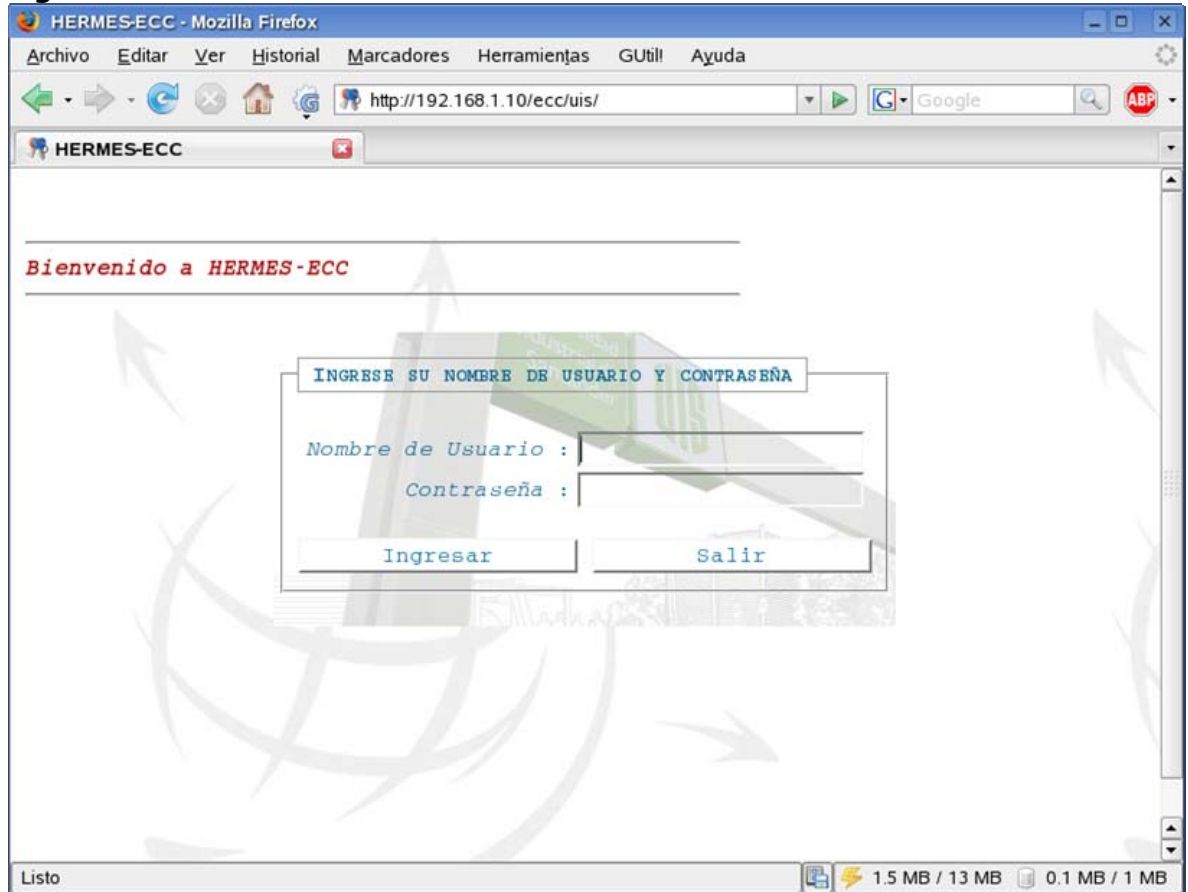 HERMES-ECC - Mozilla Firefox
Archivo Editar Ver Historial Marcadores Herramientas GUtil! Ayuda
http://192.168.1.10/ecc/uis/ G Google ABP
HERMES-ECC
Bienvenido a HERMES-ECC
INGRESE SU NOMBRE DE USUARIO Y CONTRASEÑA
Nombre de Usuario :
Contraseña :
Ingresar Salir
UIS
Listo 1.5 MB / 13 MB 0.1 MB / 1 MB